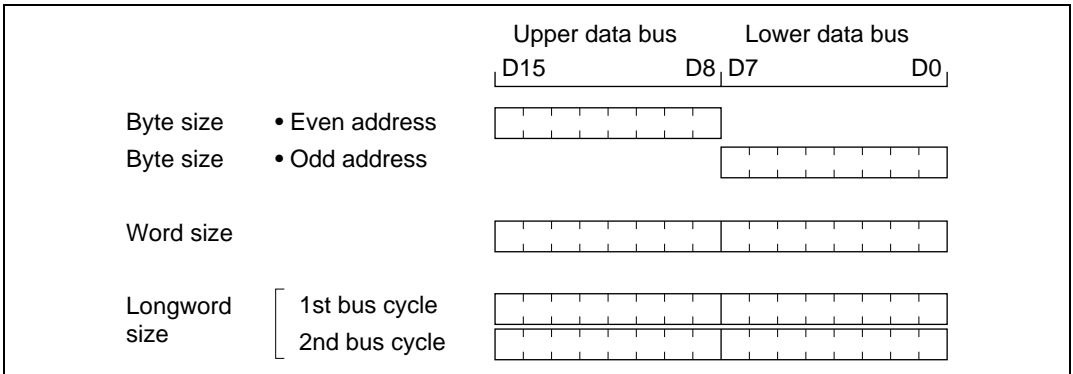 Upper data bus Lower data bus
D15 D8 D7 D0
Byte size • Even address
Byte size • Odd address
Word size
Longword size 1st bus cycle
2nd bus cycle